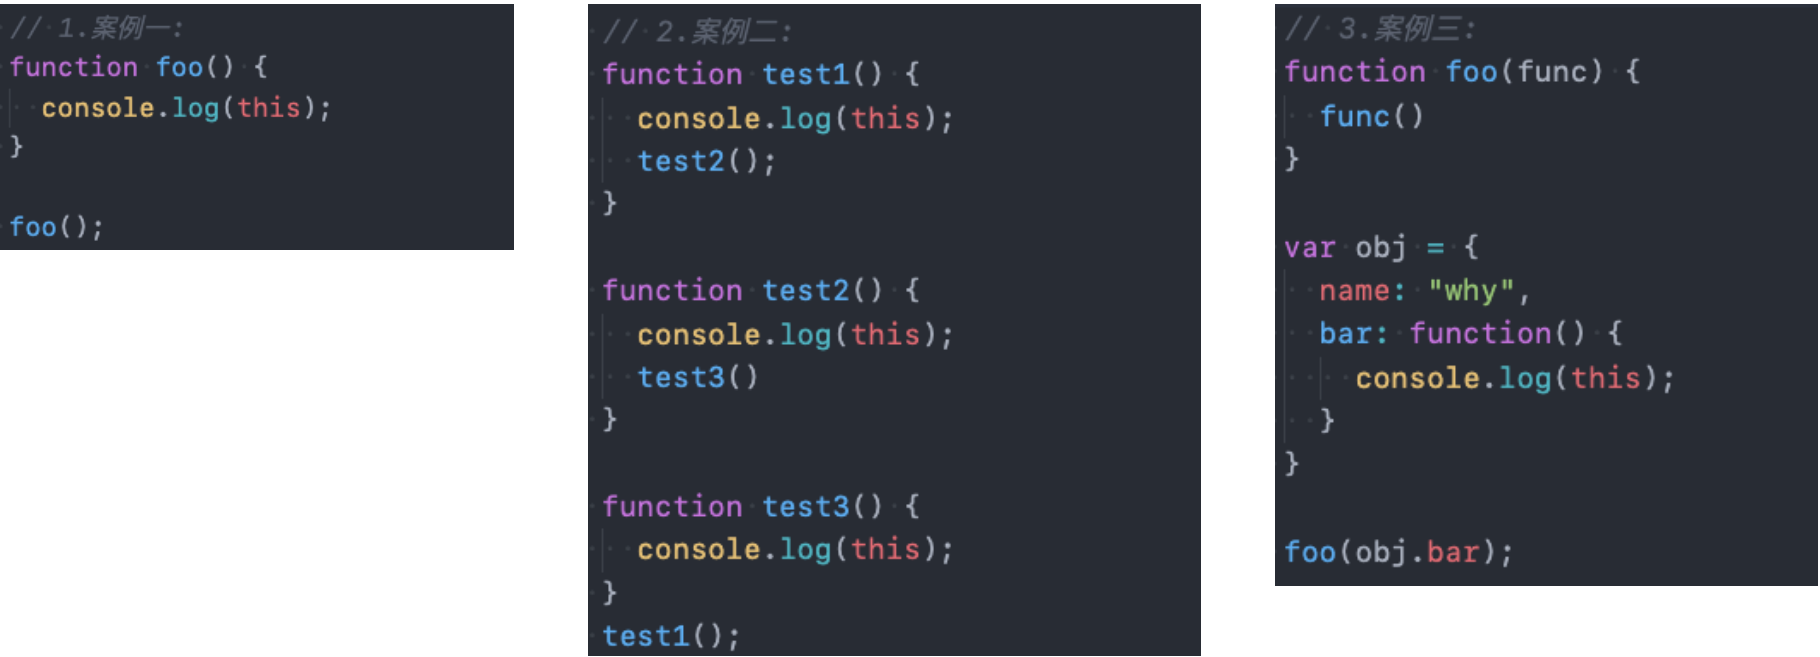 // 1.案例一:
function foo() {
  console.log(this);
}
foo();
// 2.案例二:
function test1() {
  console.log(this);
  test2();
}
function test2() {
  console.log(this);
  test3()
}
function test3() {
  console.log(this);
}
test1();
// 3.案例三:
function foo(func) {
  func()
}
var obj = {
  name: "why",
  bar: function() {
    console.log(this);
  }
}
foo(obj.bar);